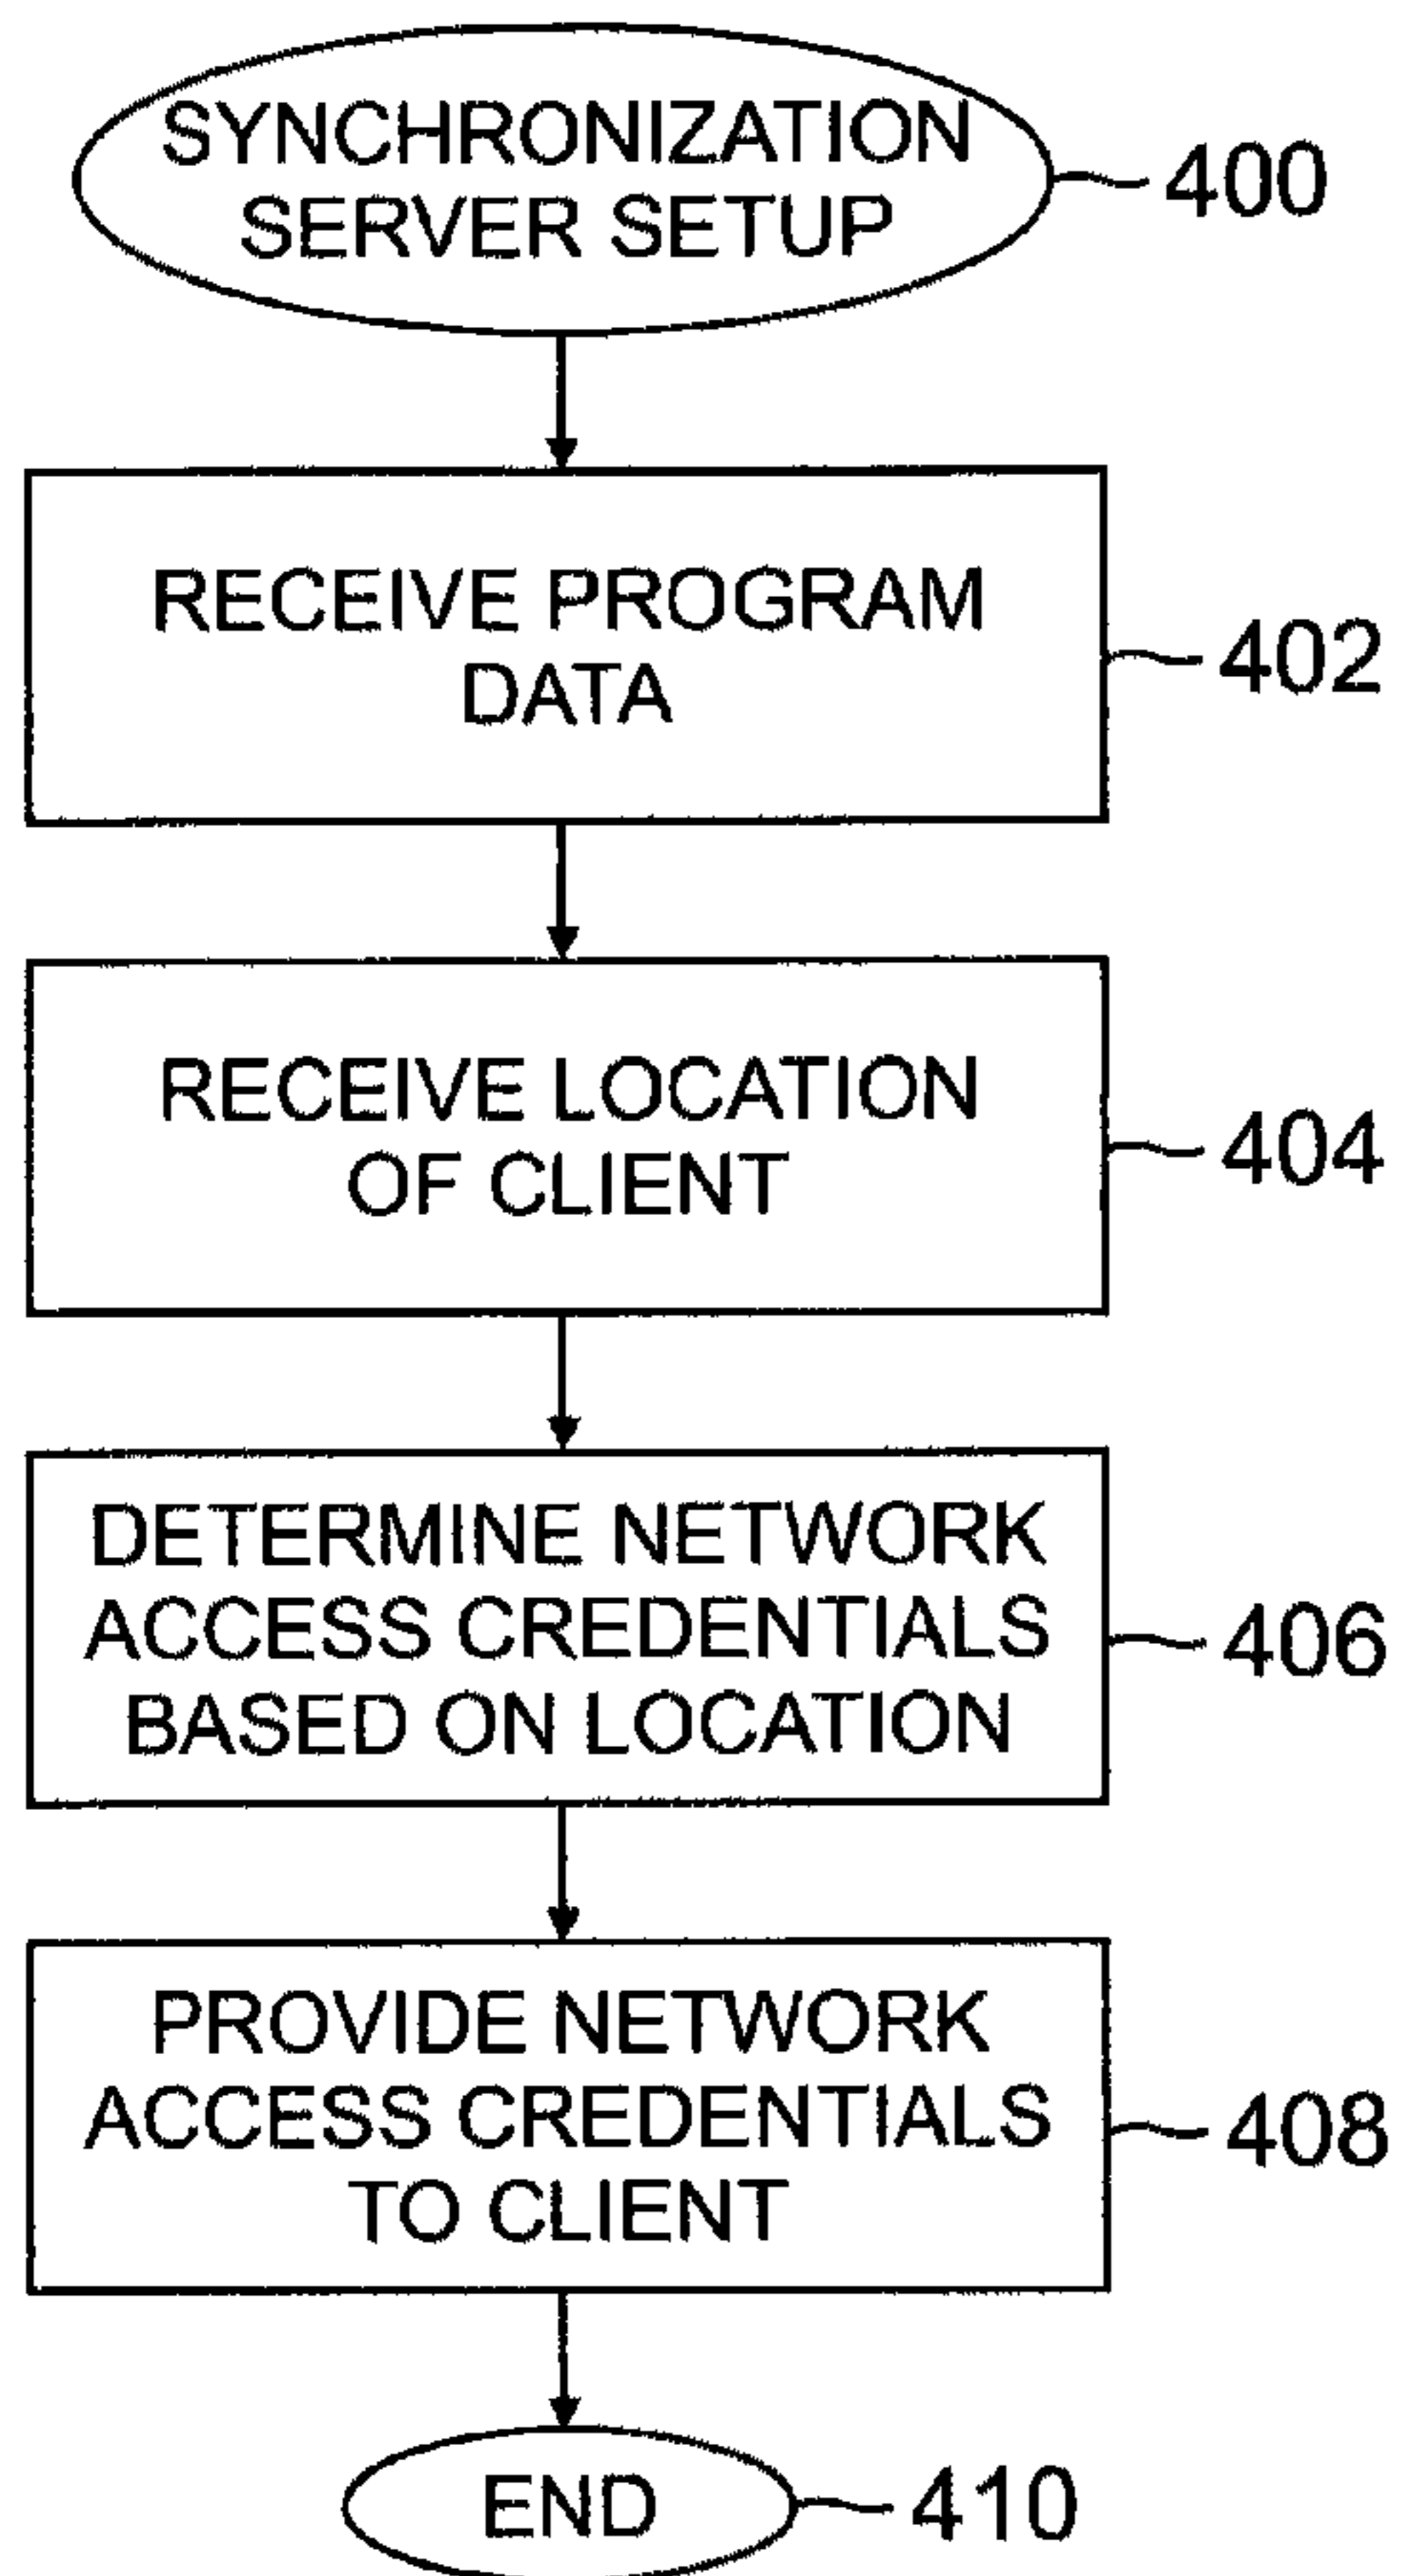 SYNCHRONIZATION
SERVER SETUP
400
RECEIVE PROGRAM
DATA
402
RECEIVE LOCATION
OF CLIENT
404
DETERMINE NETWORK
ACCESS CREDENTIALS
BASED ON LOCATION
406
PROVIDE NETWORK
ACCESS CREDENTIALS
TO CLIENT
408
END
410